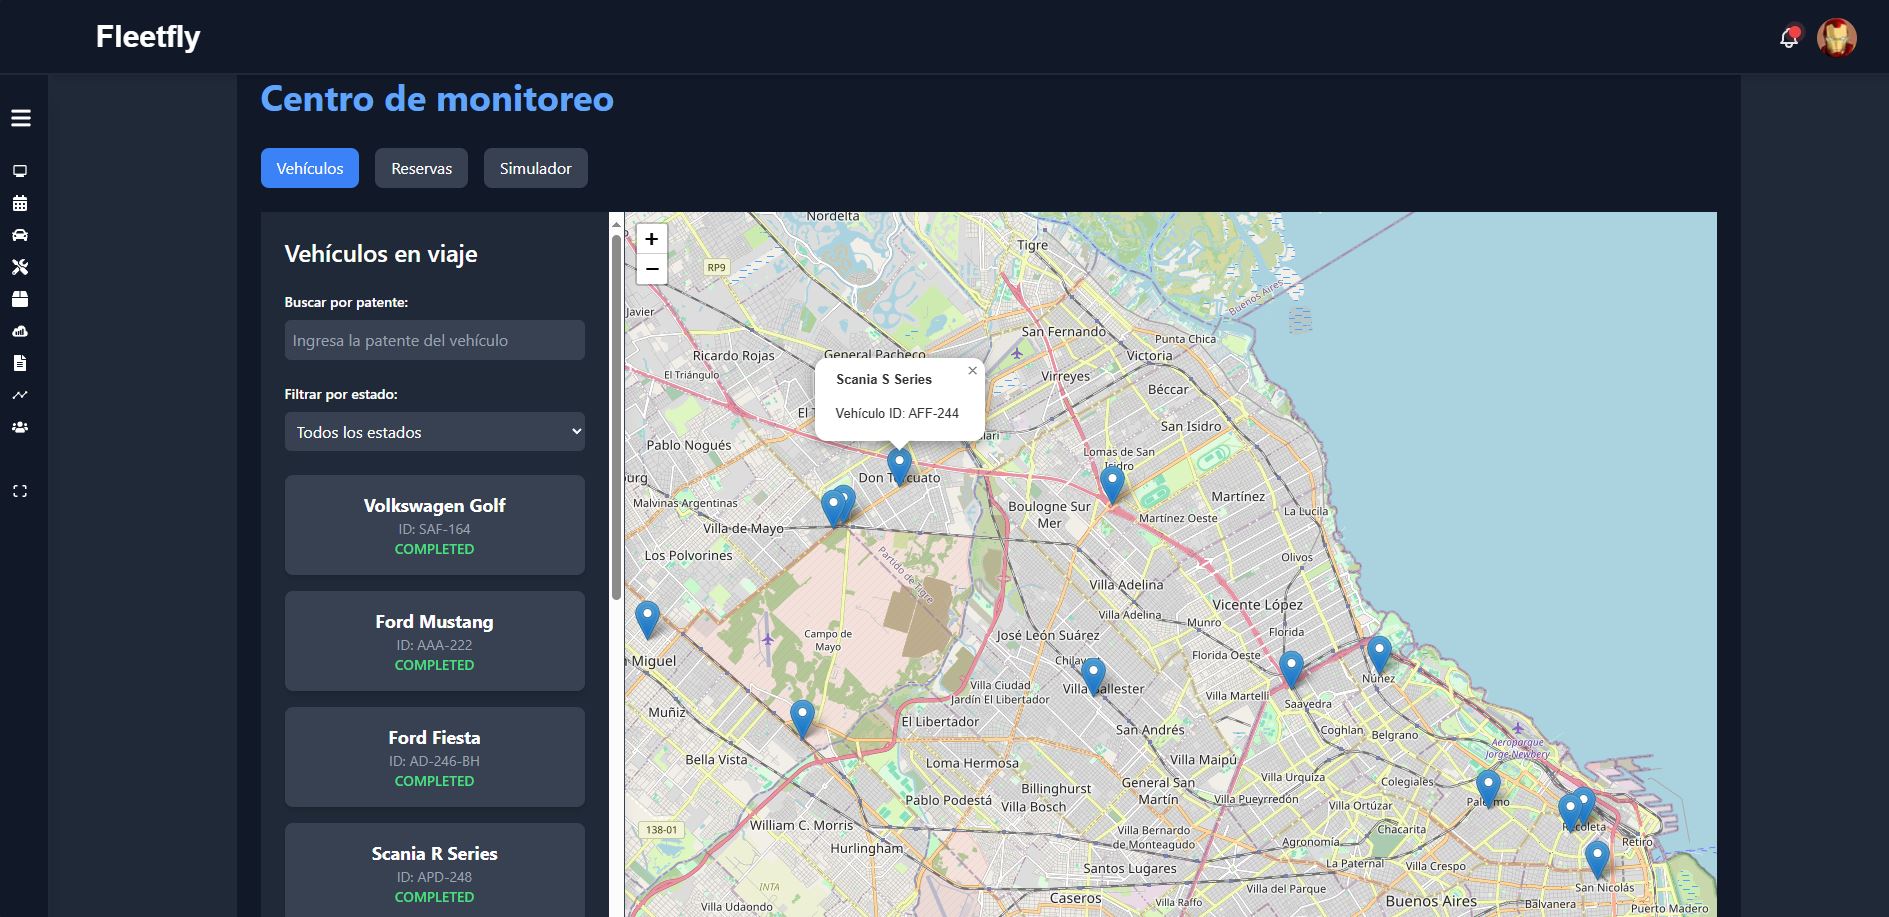 Fleetfly
Centro de monitoreo
Vehículos
Reservas
Simulador
Vehículos en viaje
Buscar por patente:
Ingresa la patente del vehículo
Filtrar por estado:
Todos los estados
Volkswagen Golf
ID: SAF-164
COMPLETED
Ford Mustang
ID: AAA-222
COMPLETED
Ford Fiesta
ID: AD-246-BH
COMPLETED
Scania R Series
ID: APD-248
COMPLETED
+
−
Nordelta
Tigre
RP9
Buenos Aires
Javier
San Fernando
Punta Chica
Ricardo Rojas
General Pacheco
Victoria
El Triángulo
Virreyes
Béccar
Scania S Series
×
Vehículo ID: AFF-244
San Isidro
Pablo Nogués
Lomas de San
Isidro
Don Torcuato
Malvinas Argentinas
Martínez
Boulogne Sur
Mer
La Lucila
Martínez Oeste
Villa de Mayo
Los Polvorines
Partido de Tigre
Olivos
Villa Adelina
Vicente López
Villa Adelina
Munro
Florida
Campo de
Mayo
José León Suárez
Florida Oeste
Miguel
Villa Ballester
Núñez
Villa Ciudad
Jardín El Libertador
Villa Martelli
Saavedra
Muñiz
El Libertador
San Andrés
Coghlan
Belgrano
Aeroparque
Jorge Newbery
Bella Vista
Loma Hermosa
Villa Maipú
Villa Urquiza
Colegiales
Billinghurst
General San
Martín
Pablo Podestá
Villa Bosch
Villa Pueyrredón
Villa Ortúzar
Palermo
138-01
William C. Morris
Villa Bernardo
de Monteagudo
Chacarita
Recoleta
Hurlingham
Agronomía
Retiro
Santos Lugares
La Paternal
Villa Crespo
INTA
Villa del Parque
San Nicolás
Caseros
Villa Raffo
Buenos Aires
Balvanera
Puerto Madero
Villa Udaondo